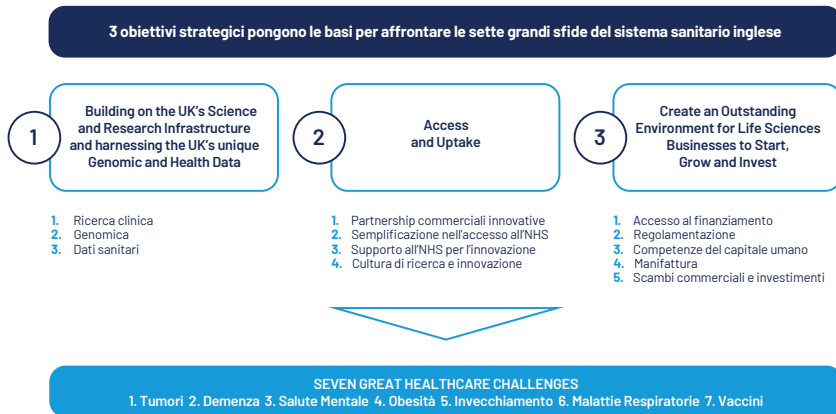 3 obiettivi strategici pongono le basi per affrontare le sette grandi sfide del sistema sanitario inglese
1
Building on the UK's Science
and Research Infrastructure
and harnessing the UK's unique
Genomic and Health Data
2
Access
and Uptake
3
Create an Outstanding
Environment for Life Sciences
Businesses to Start,
Grow and Invest
1. Ricerca clinica
2. Genomica
3. Dati sanitari
1. Partnership commerciali innovative
2. Semplificazione nell'accesso all'NHS
3. Supporto all'NHS per l'innovazione
4. Cultura di ricerca e innovazione
1. Accesso al finanziamento
2. Regolamentazione
3. Competenze del capitale umano
4. Manifattura
5. Scambi commerciali e investimenti
SEVEN GREAT HEALTHCARE CHALLENGES
1. Tumori 2. Demenza 3. Salute Mentale 4. Obesità 5. Invecchiamento 6. Malattie Respiratorie 7. Vaccini